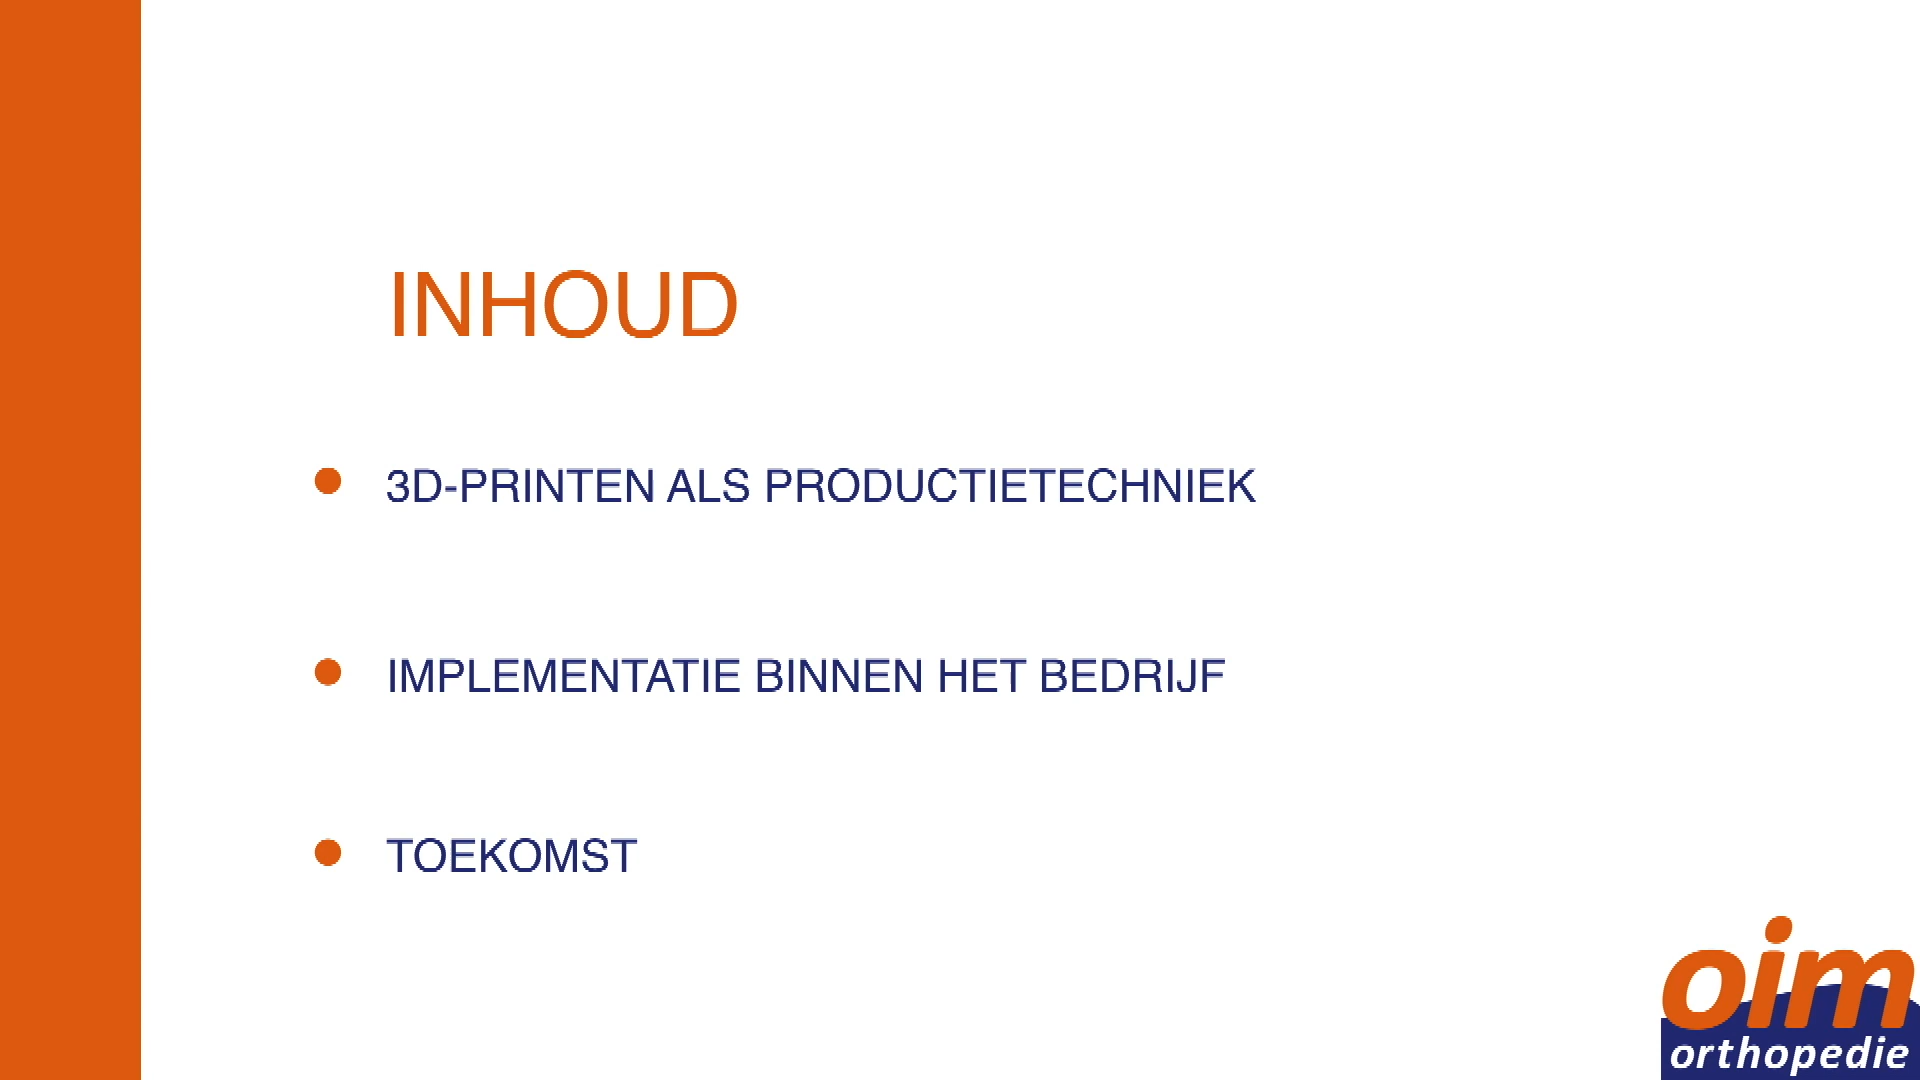 INHOUD
3D-PRINTEN ALS PRODUCTIETECHNIEK
IMPLEMENTATIE BINNEN HET BEDRIJF
TOEKOMST
oim
orthopedie